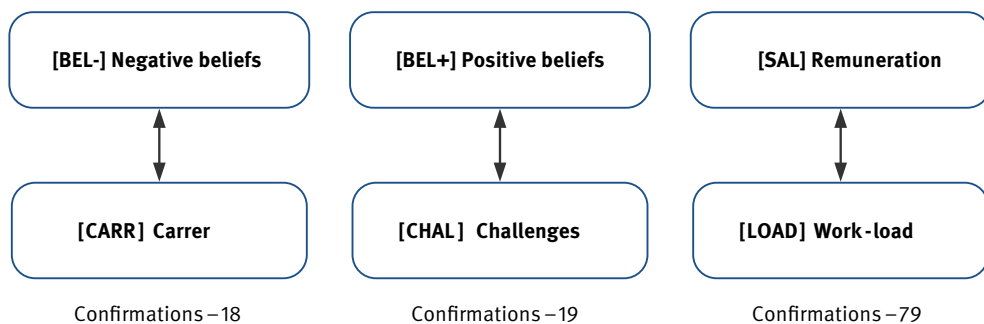 [BEL-] Negative beliefs
[BEL+] Positive beliefs
[SAL] Remuneration
[CARR] Carrer
[CHAL] Challenges
[LOAD] Work-load
Confirmations–18
Confirmations–19
Confirmations–79